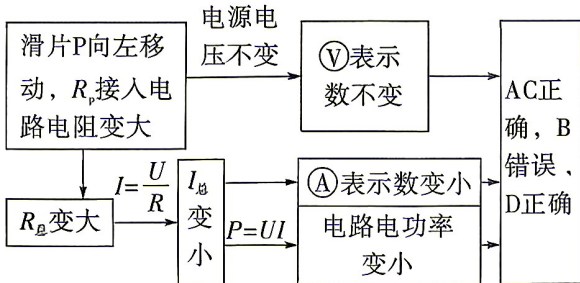 滑片P向左移
动，Rₚ接入电
路电阻变大
电源电
压不变
Ⓥ表示
数不变
R总变大
I=U/R
I总
变
小
P=UI
Ⓐ表示数变小
电路电功率
变小
AC正
确，B
错误、
D正确